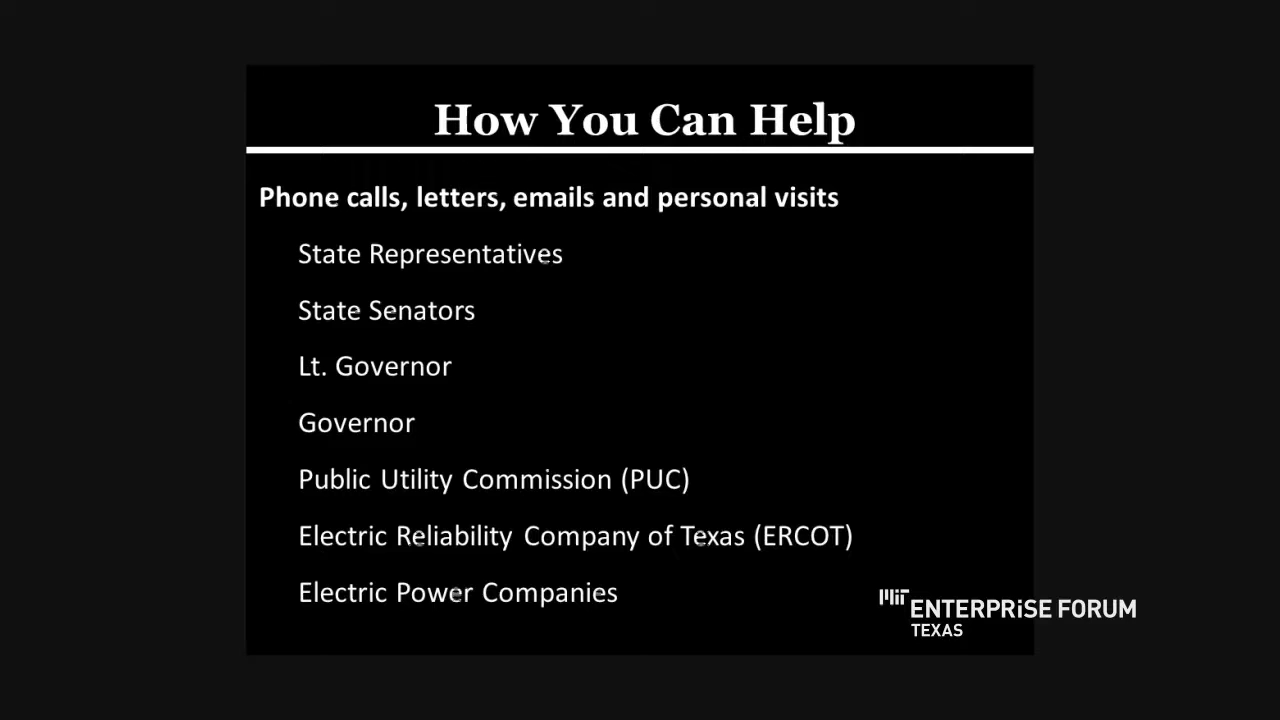 How You Can Help
Phone calls, letters, emails and personal visits
State Representatives
State Senators
Lt. Governor
Governor
Public Utility Commission (PUC)
Electric Reliability Company of Texas (ERCOT)
Electric Power Companies
MIT ENTERPRISE FORUM
TEXAS